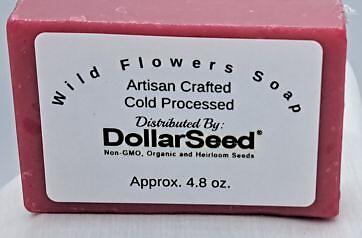 Wild Flowers Soap
Artisan Crafted
Cold Processed
Distributed By:
DollarSeed®
Non-GMO, Organic and Heirloom Seeds
Approx. 4.8 oz.